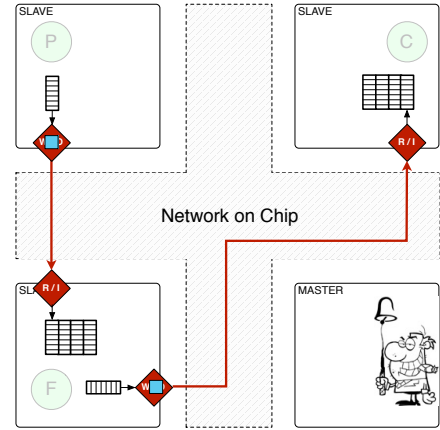 SLAVE
P
SLAVE
C
R / I
Network on Chip
R / I
F
MASTER